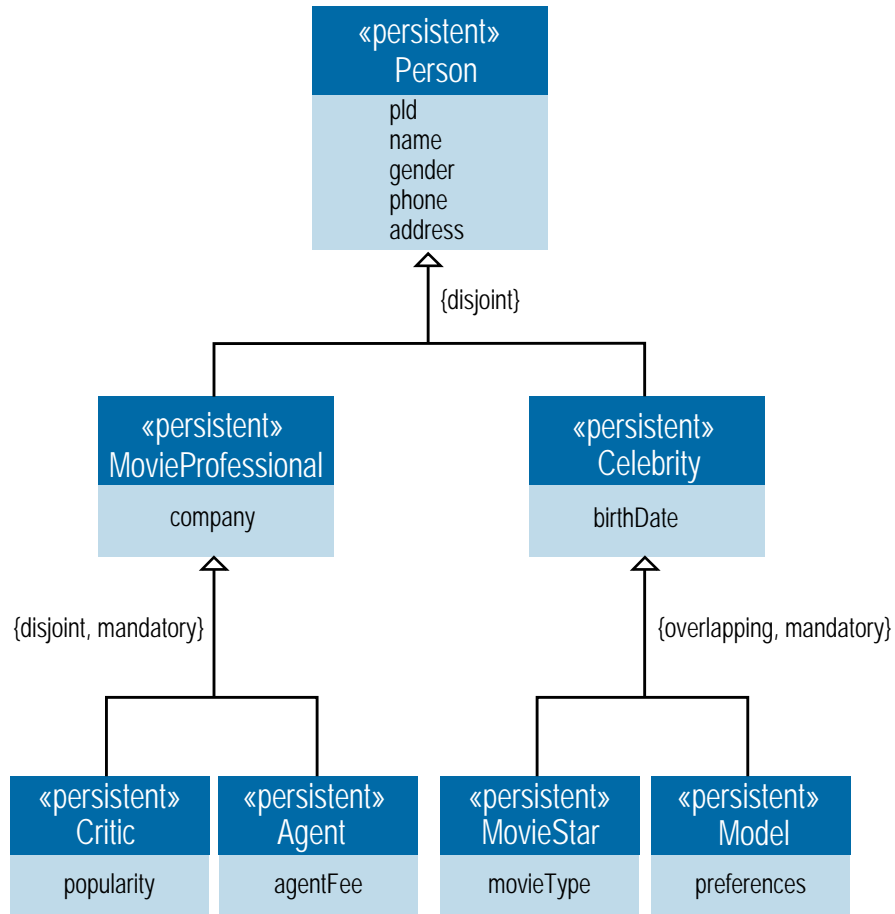 «persistent»
Person
pId
name
gender
phone
address
{disjoint}
«persistent»
MovieProfessional
company
«persistent»
Celebrity
birthDate
{disjoint, mandatory}
{overlapping, mandatory}
«persistent»
Critic
popularity
«persistent»
Agent
agentFee
«persistent»
MovieStar
movieType
«persistent»
Model
preferences